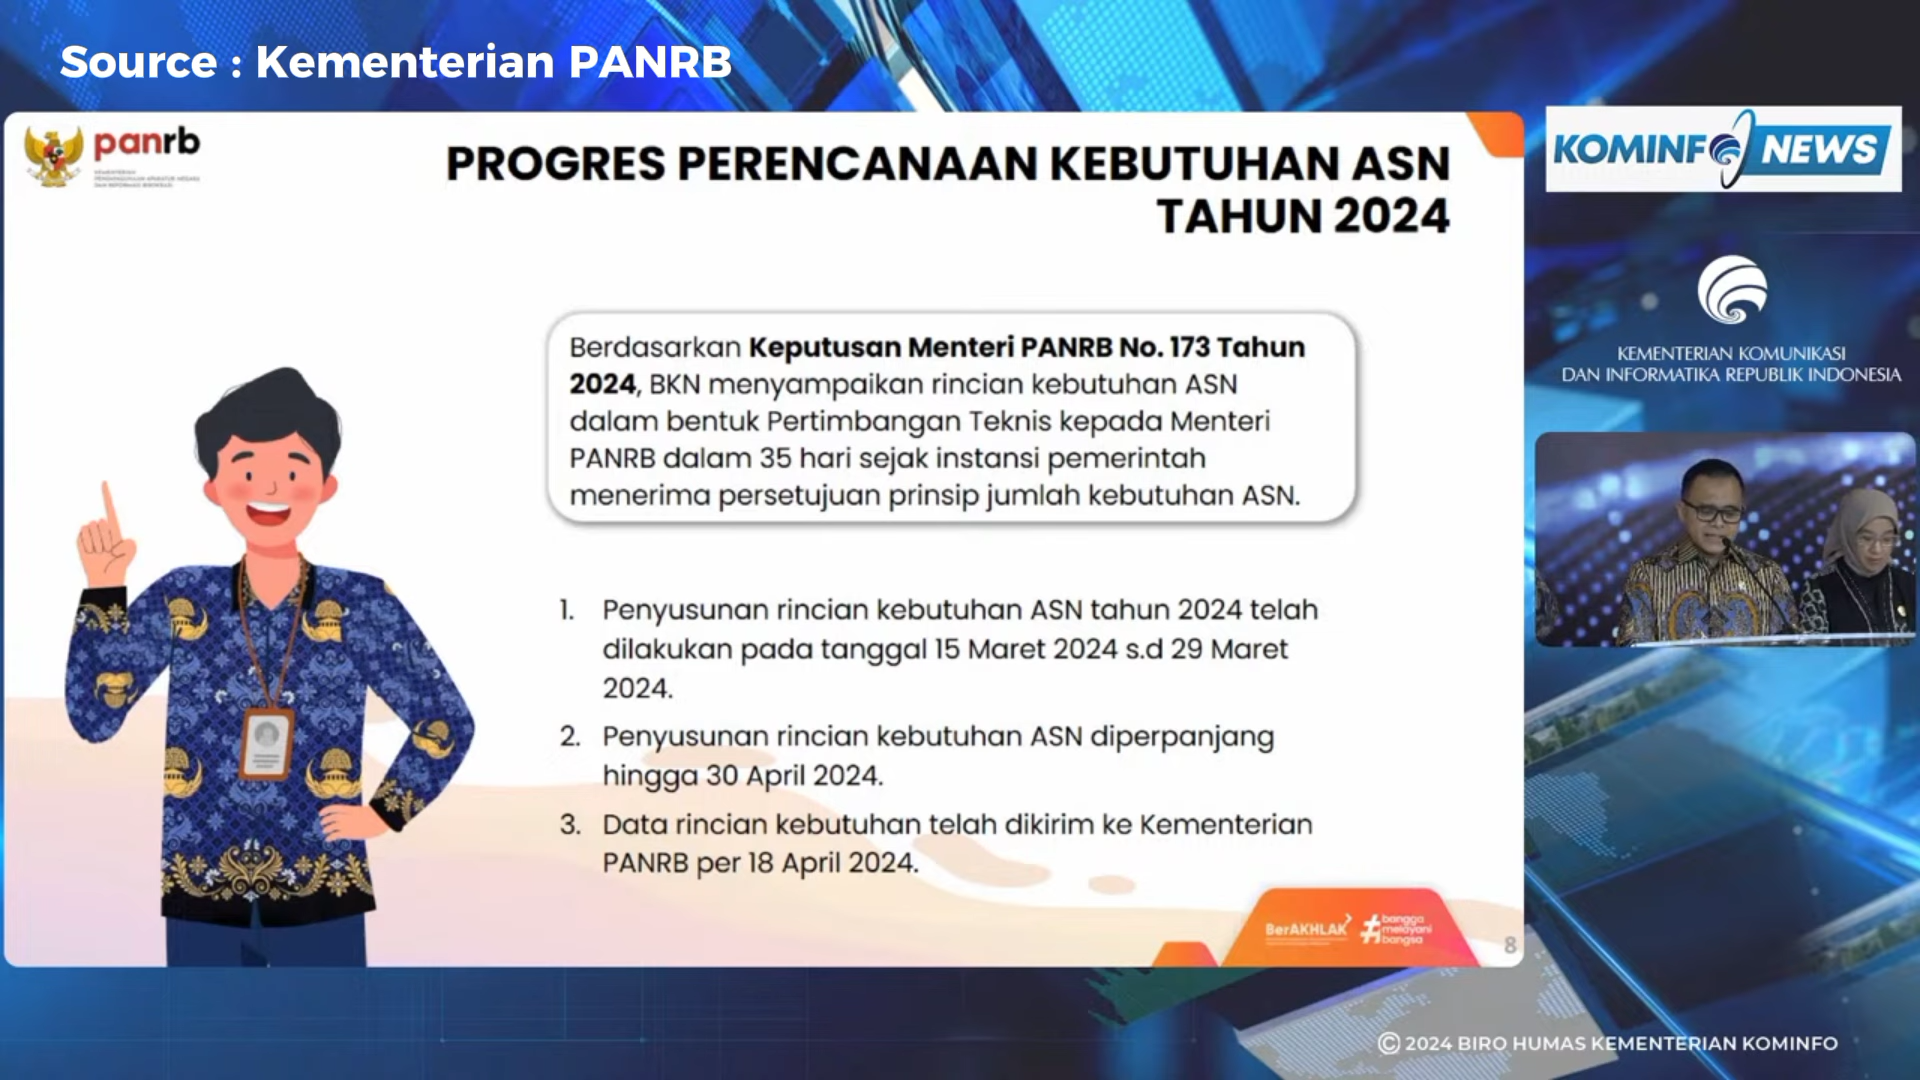 Source : Kementerian PANRB
panrb
PROGRES PERENCANAAN KEBUTUHAN ASN
TAHUN 2024
KOMINFO NEWS
KEMENTERIAN KOMUNIKASI
DAN INFORMATIKA REPUBLIK INDONESIA
Berdasarkan Keputusan Menteri PANRB No. 173 Tahun
2024, BKN menyampaikan rincian kebutuhan ASN
dalam bentuk Pertimbangan Teknis kepada Menteri
PANRB dalam 35 hari sejak instansi pemerintah
menerima persetujuan prinsip jumlah kebutuhan ASN.
1. Penyusunan rincian kebutuhan ASN tahun 2024 telah
dilakukan pada tanggal 15 Maret 2024 s.d 29 Maret
2024.
2. Penyusunan rincian kebutuhan ASN diperpanjang
hingga 30 April 2024.
3. Data rincian kebutuhan telah dikirim ke Kementerian
PANRB per 18 April 2024.
BerAKHLAK
#bangga
melayani
bangsa
8
© 2024 BIRO HUMAS KEMENTERIAN KOMINFO